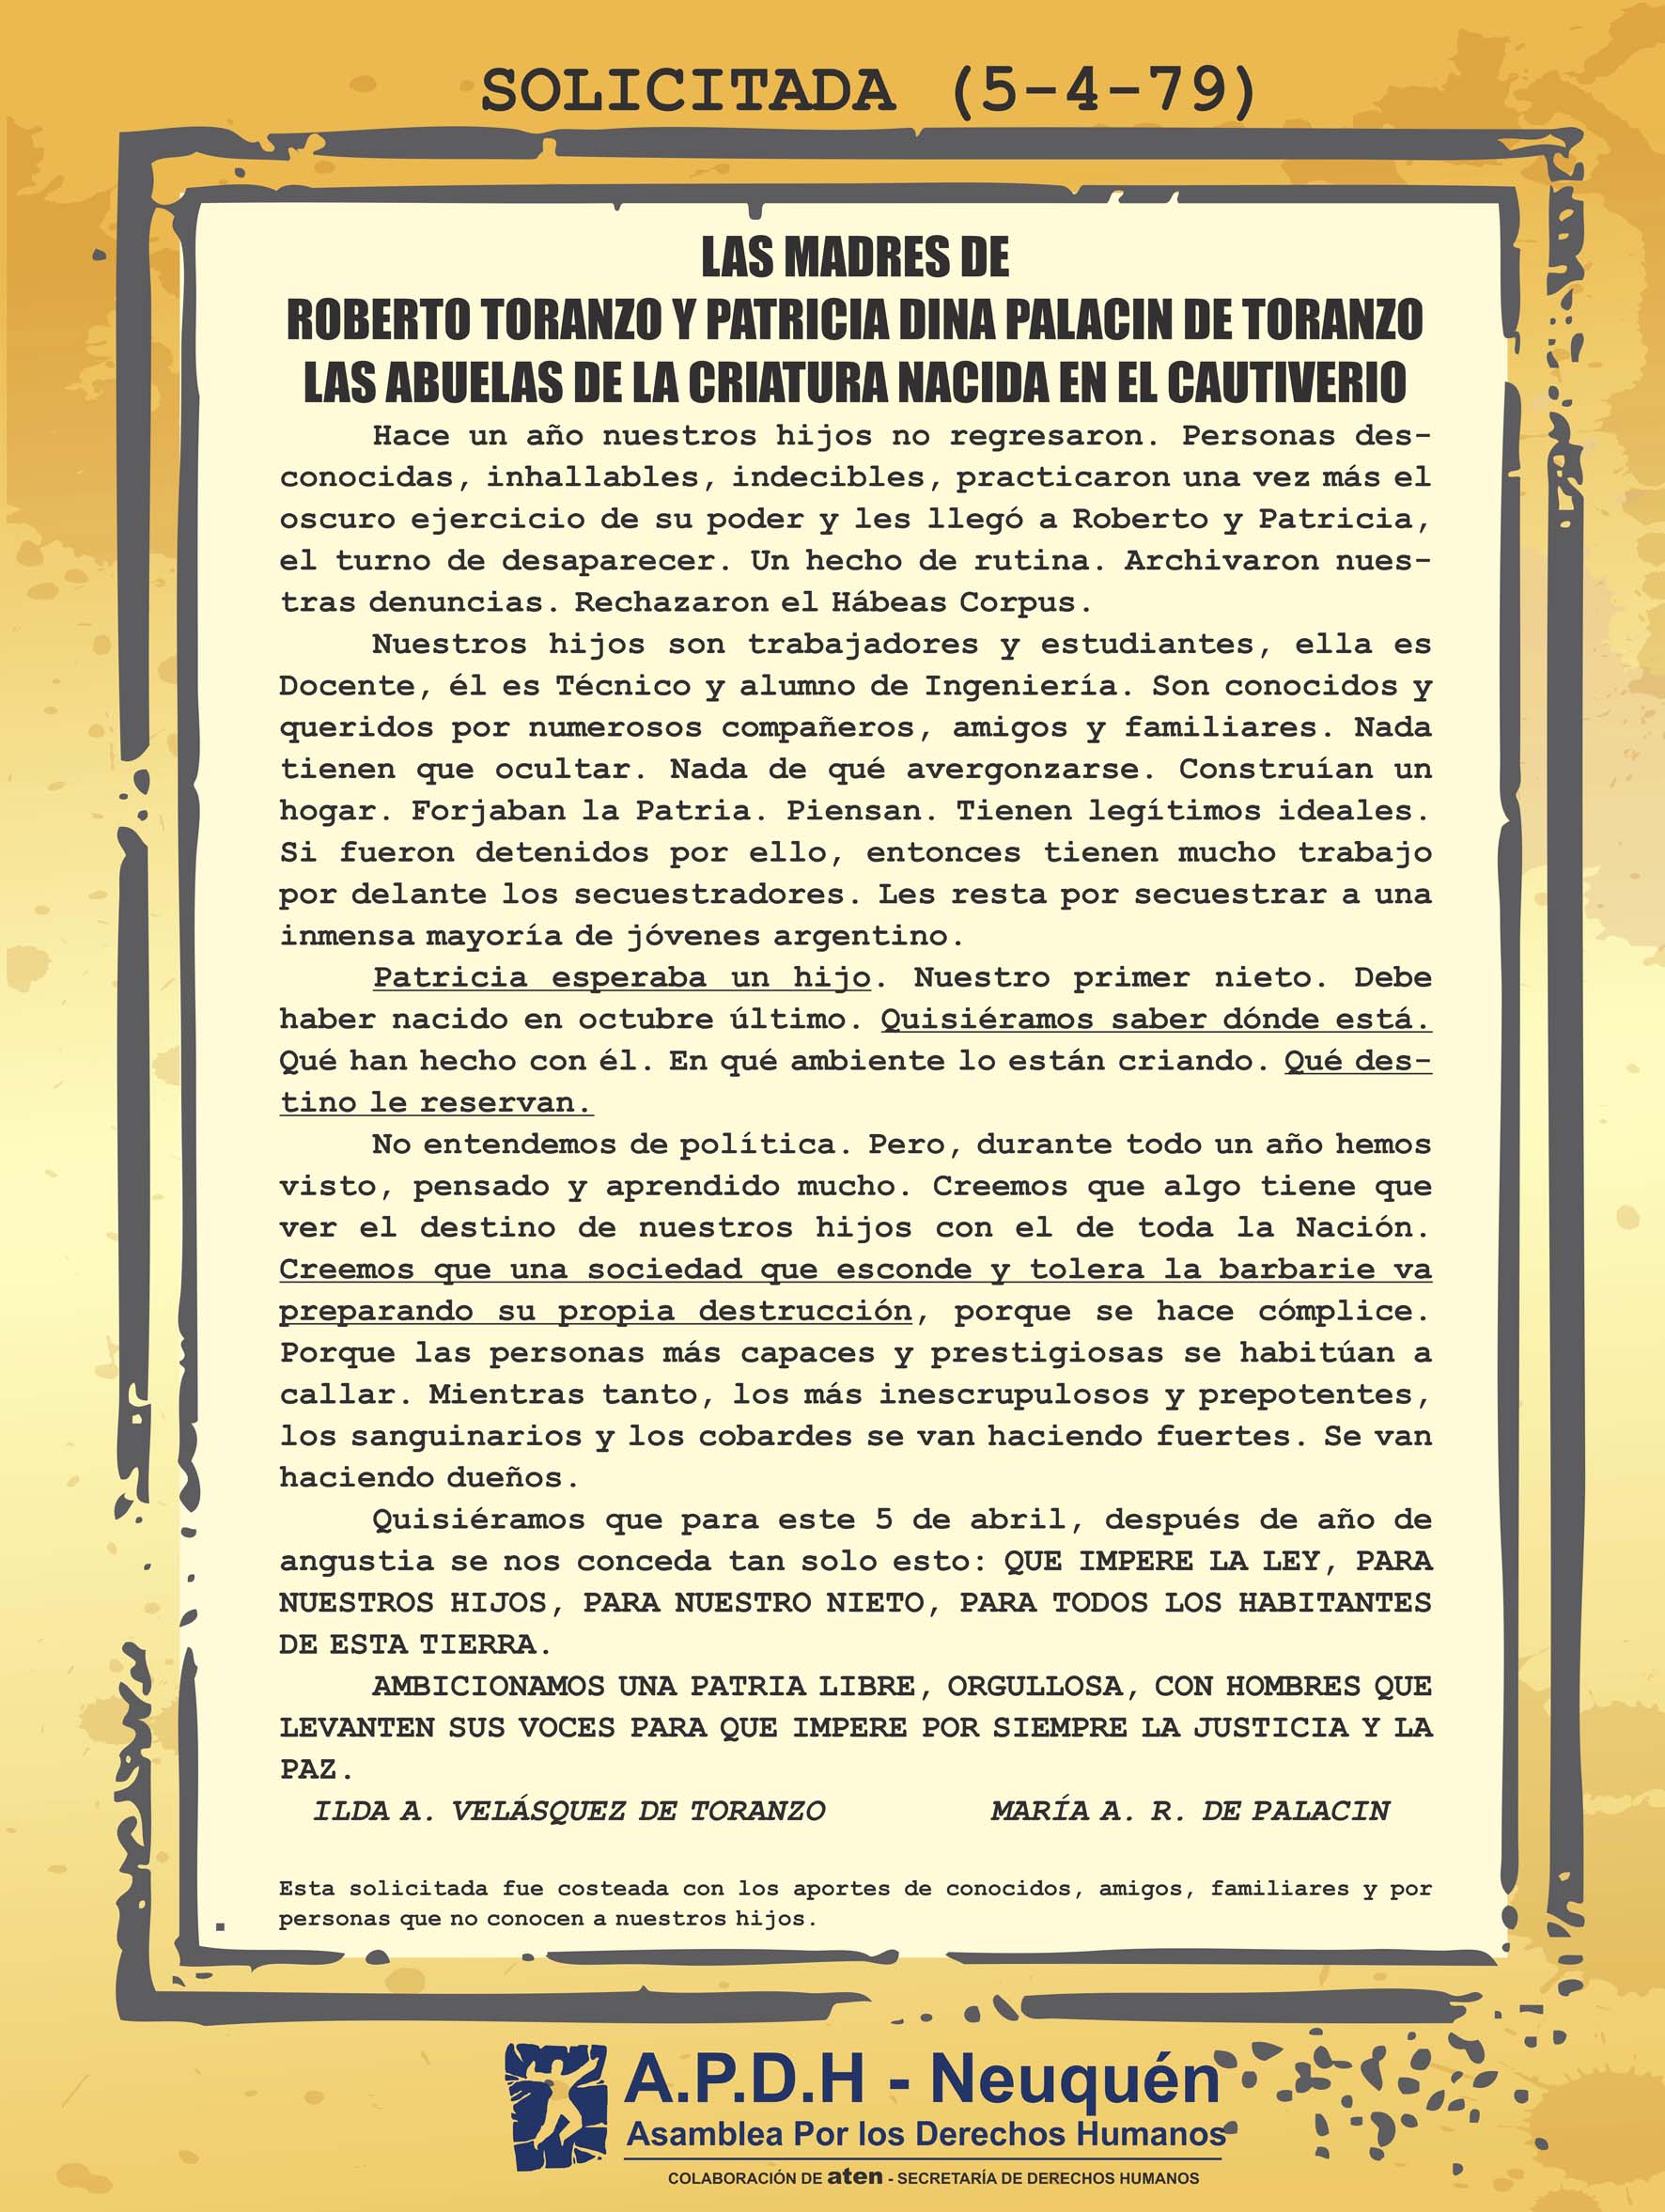 SOLICITADA (5-4-79)
LAS MADRES DE
ROBERTO TORANZO Y PATRICIA DINA PALACIN DE TORANZO
LAS ABUELAS DE LA CRIATURA NACIDA EN EL CAUTIVERIO
Hace un año nuestros hijos no regresaron. Personas des-
conocidas, inhallables, indecibles, practicaron una vez más el
oscuro ejercicio de su poder y les llegó a Roberto y Patricia,
el turno de desaparecer. Un hecho de rutina. Archivaron nues-
tras denuncias. Rechazaron el Hábeas Corpus.
Nuestros hijos son trabajadores y estudiantes, ella es
Docente, él es Técnico y alumno de Ingeniería. Son conocidos y
queridos por numerosos compañeros, amigos y familiares. Nada
tienen que ocultar. Nada de qué avergonzarse. Construían un
hogar. Forjaban la Patria. Piensan. Tienen legítimos ideales.
Si fueron detenidos por ello, entonces tienen mucho trabajo
por delante los secuestradores. Les resta por secuestrar a una
inmensa mayoría de jóvenes argentino.
Patricia esperaba un hijo. Nuestro primer nieto. Debe
haber nacido en octubre último. Quisiéramos saber dónde está.
Qué han hecho con él. En qué ambiente lo están criando. Qué des-
tino le reservan.
No entendemos de política. Pero, durante todo un año hemos
visto, pensado y aprendido mucho. Creemos que algo tiene que
ver el destino de nuestros hijos con el de toda la Nación.
Creemos que una sociedad que esconde y tolera la barbarie va
preparando su propia destrucción, porque se hace cómplice.
Porque las personas más capaces y prestigiosas se habitúan a
callar. Mientras tanto, los más inescrupulosos y prepotentes,
los sanguinarios y los cobardes se van haciendo fuertes. Se van
haciendo dueños.
Quisiéramos que para este 5 de abril, después de año de
angustia se nos conceda tan solo esto: QUE IMPERE LA LEY, PARA
NUESTROS HIJOS, PARA NUESTRO NIETO, PARA TODOS LOS HABITANTES
DE ESTA TIERRA.
AMBICIONAMOS UNA PATRIA LIBRE, ORGULLOSA, CON HOMBRES QUE
LEVANTEN SUS VOCES PARA QUE IMPERE POR SIEMPRE LA JUSTICIA Y LA
PAZ.
ILDA A. VELÁSQUEZ DE TORANZO MARÍA A. R. DE PALACIN
Esta solicitada fue costeada con los aportes de conocidos, amigos, familiares y por
personas que no conocen a nuestros hijos.
A.P.D.H - Neuquén
Asamblea Por los Derechos Humanos
COLABORACIÓN DE aten - SECRETARÍA DE DERECHOS HUMANOS